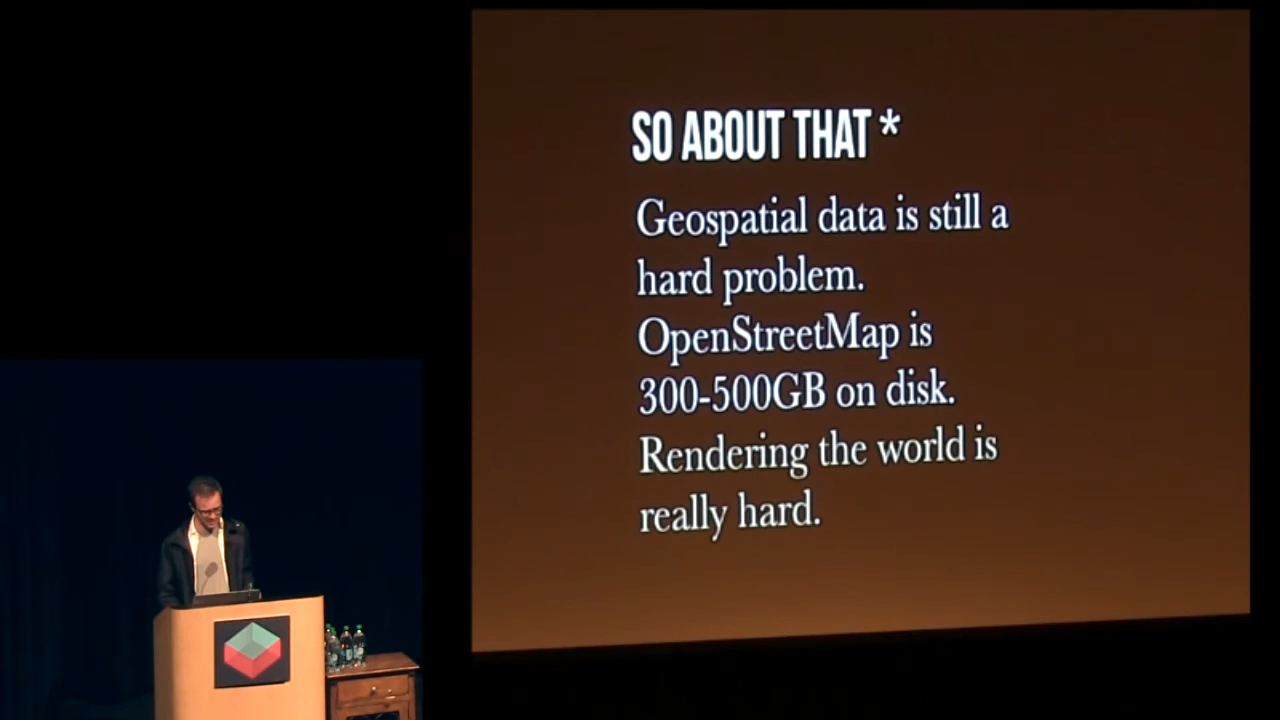 SO ABOUT THAT *
Geospatial data is still a
hard problem.
OpenStreetMap is
300-500GB on disk.
Rendering the world is
really hard.